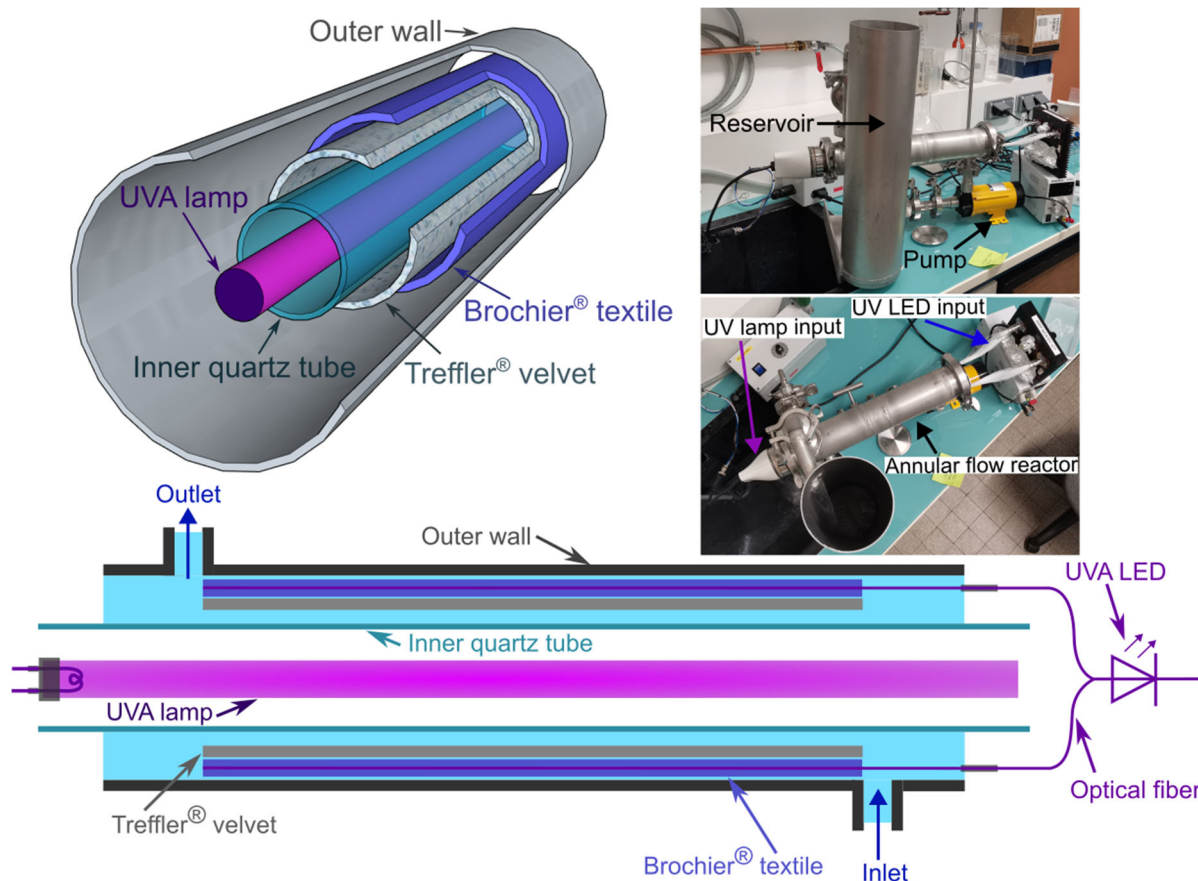 Outer wall
UVA lamp
Brochier® textile
Inner quartz tube
Treffler® velvet
Reservoir
Pump
UV LED input
UV lamp input
Annular flow reactor
Outlet
Outer wall
UVA LED
Inner quartz tube
UVA lamp
Optical fiber
Treffler® velvet
Brochier® textile
Inlet